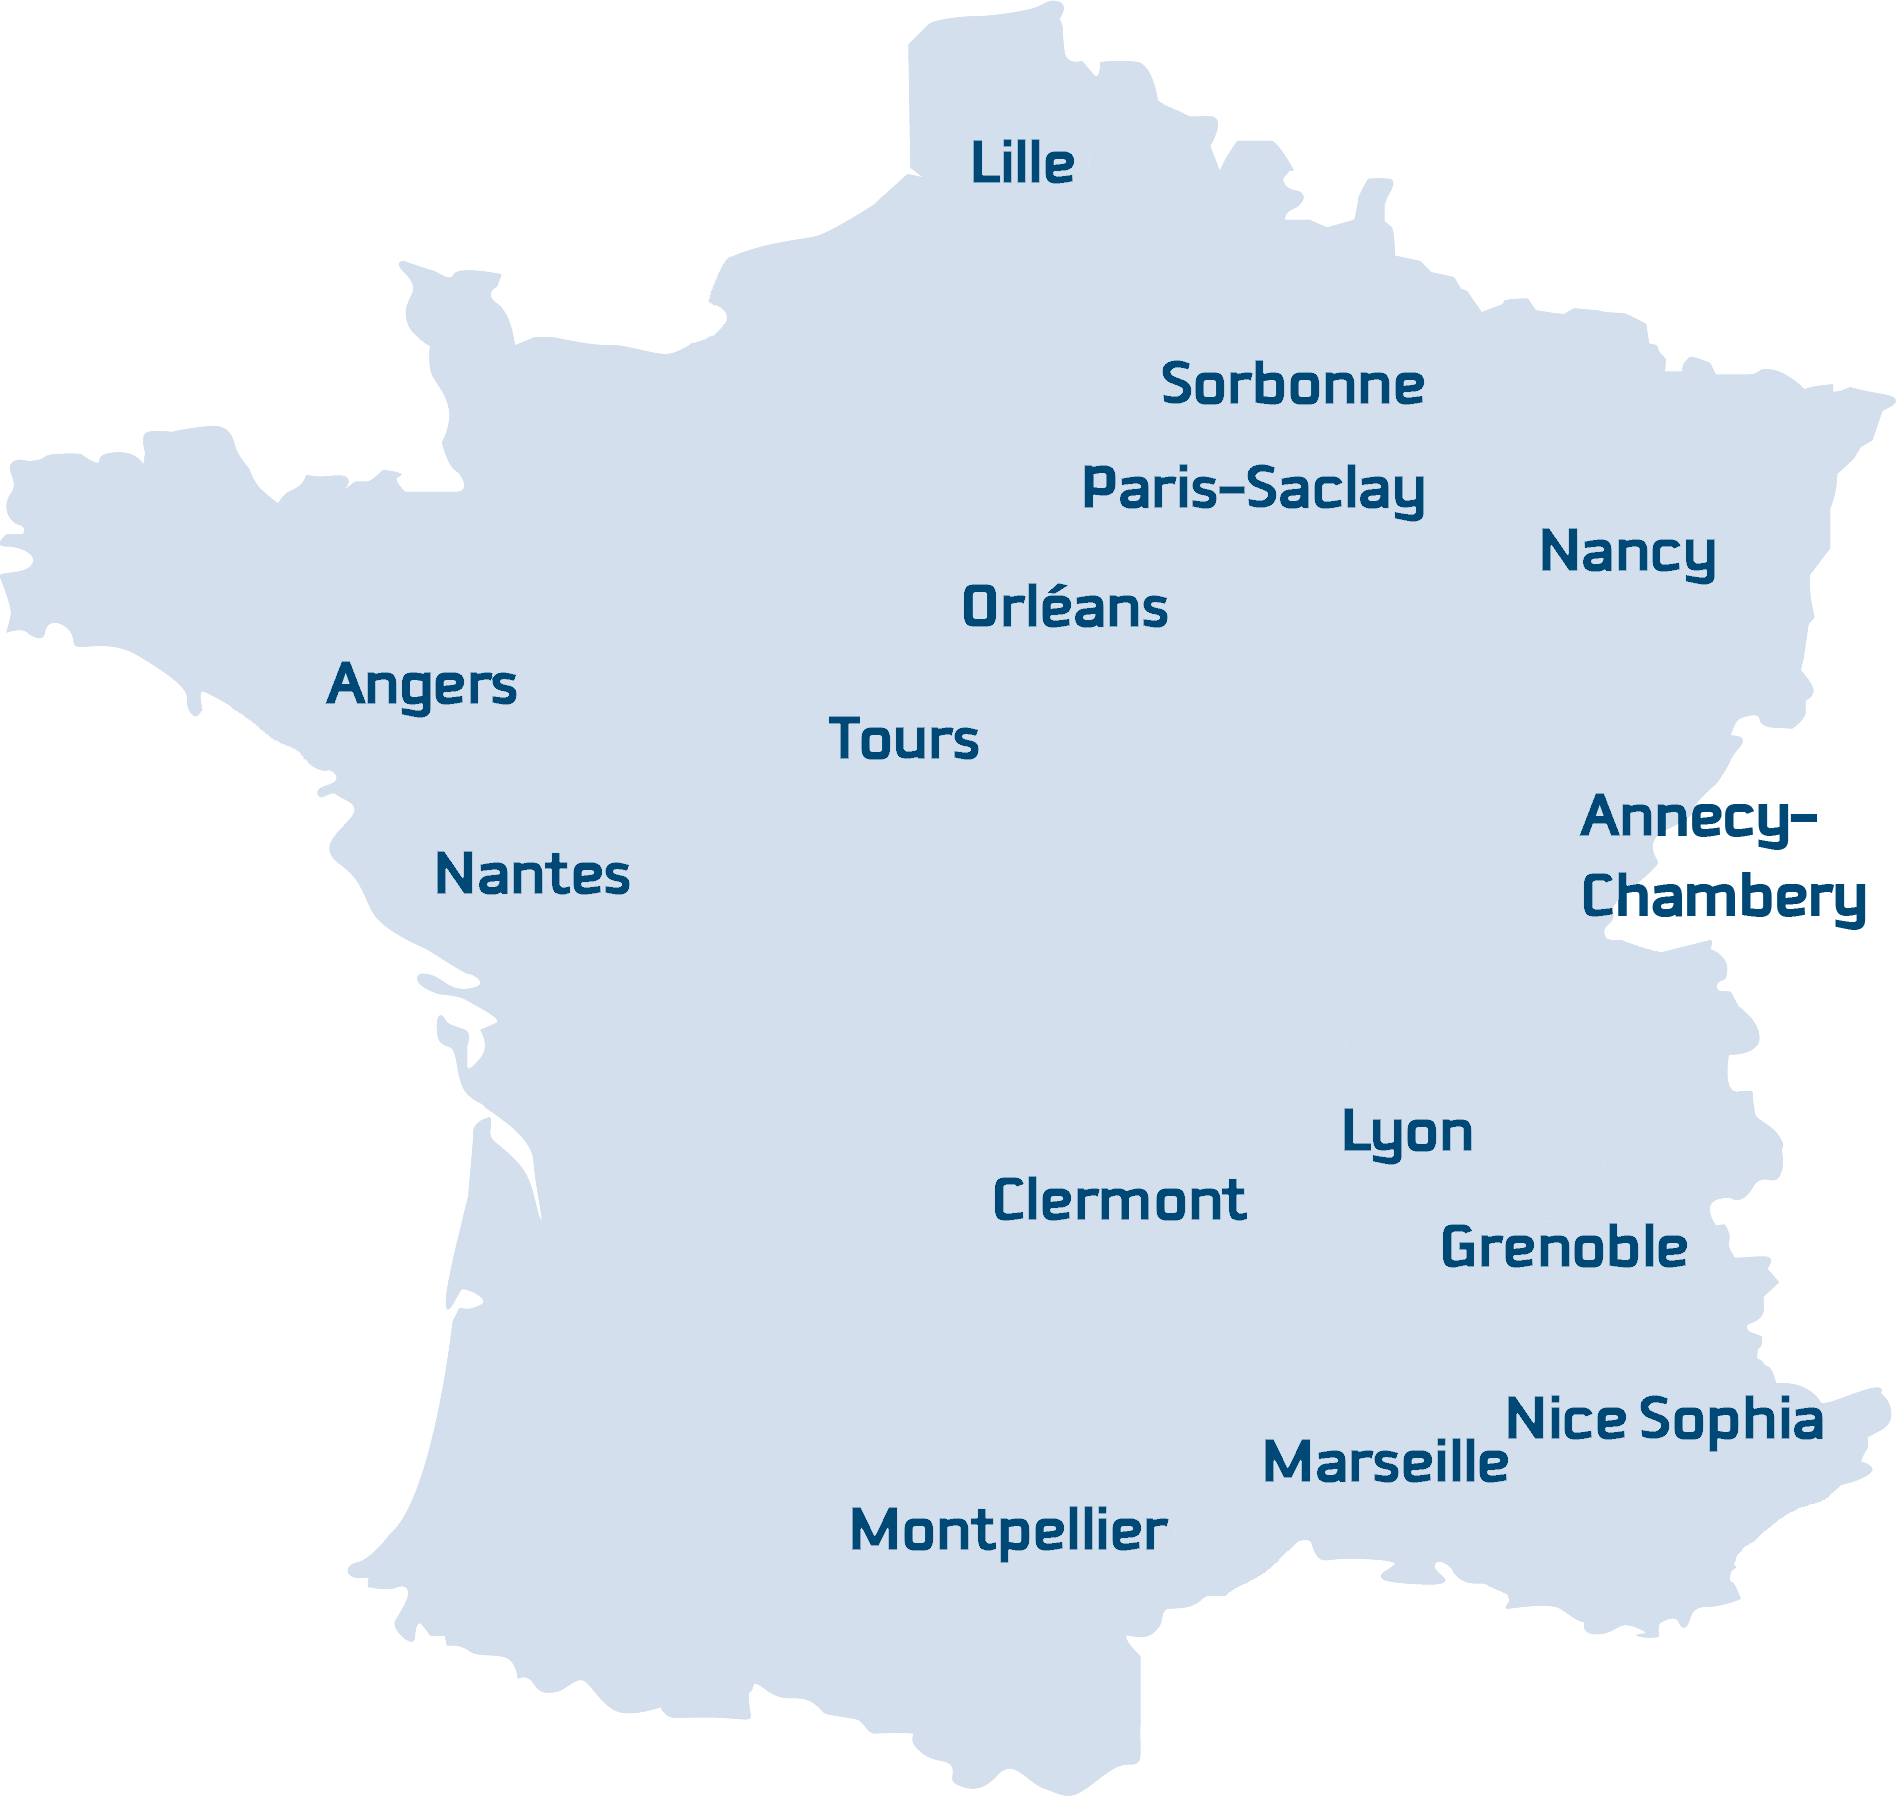 Lille
Sorbonne
Paris-Saclay
Nancy
Orléans
Angers
Tours
Annecy-
Chambery
Nantes
Lyon
Clermont
Grenoble
Nice Sophia
Marseille
Montpellier